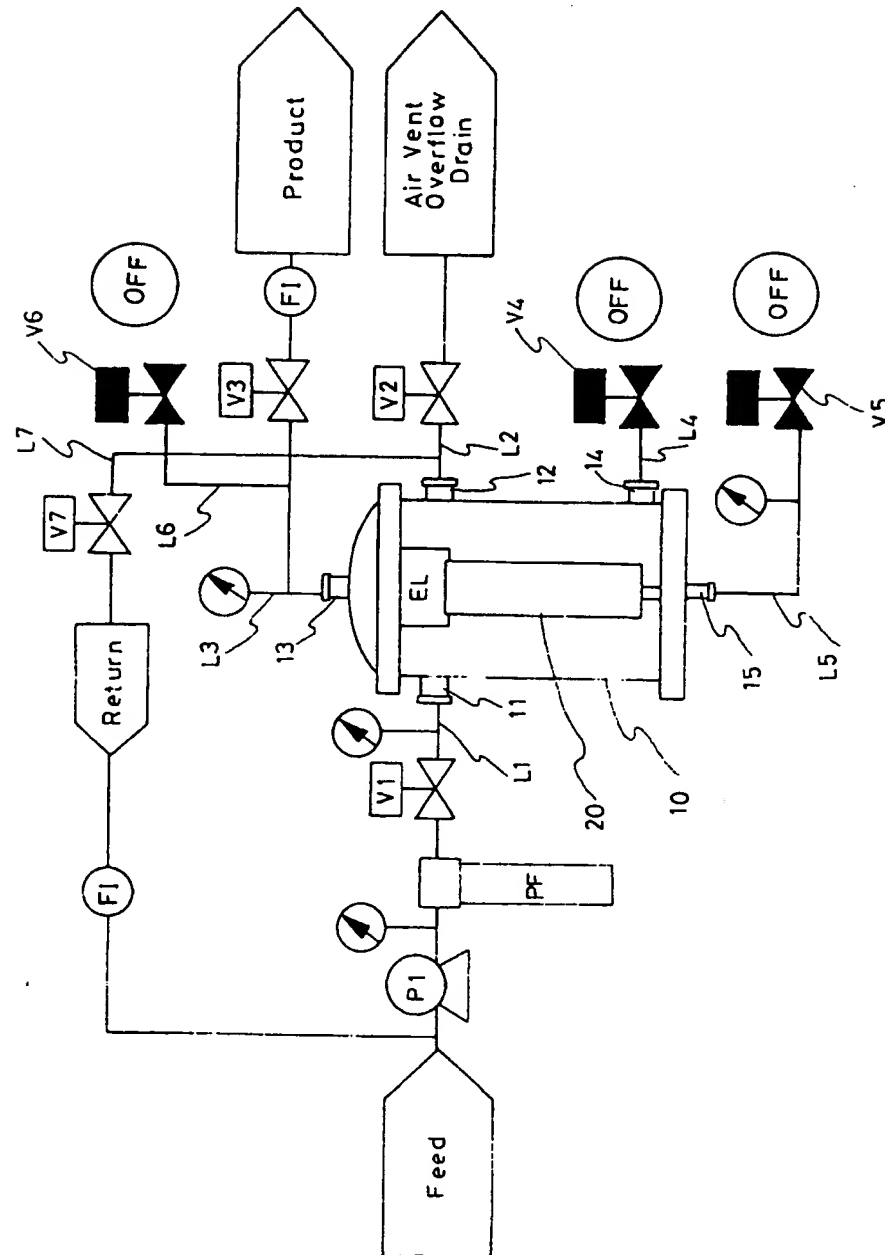 Feed
P1
PF
V1
L1
11
10
20
EL
FI
Return
V7
L7
L6
L3
13
V6
OFF
V3
FI
Product
V2
L2
12
Air Vent
Overflow
Drain
V4
OFF
L4
14
V5
OFF
15
L5